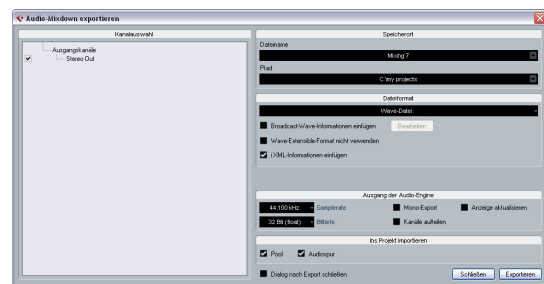 Audio-Mixdown exportieren
Kanalauswahl
Ausgangskanäle
Stereo Out
Speicherort
Dateiname
Mixing 7
Pfad
C:\my projects
Dateiformat
Wave-Datei
Broadcast-Wave-Informationen einfügen
Bearbeiten
Wave-Extensible-Format nicht verwenden
iXML-Informationen einfügen
Ausgang der Audio-Engine
44.100 kHz Samplerate Mono-Export Anzeige aktualisieren
32 Bit (float) Bittiefe Kanäle aufteilen
Ins Projekt importieren
Pool Audiospur
Dialog nach Export schließen Schließen Exportieren